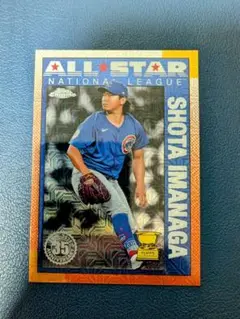 ALL★STAR
NATIONAL LEAGUE
SHOTA IMANAGA
35